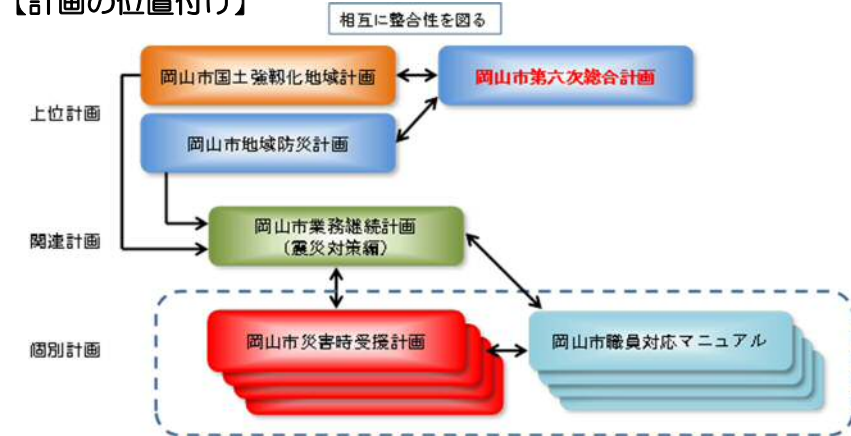 【計画の位置付け】
相互に整合性を図る
岡山市国土強靱化地域計画
岡山市第六次総合計画
上位計画
岡山市地域防災計画
関連計画
岡山市業務継続計画
(震災対策編)
個別計画
岡山市災害時受援計画
岡山市職員対応マニュアル